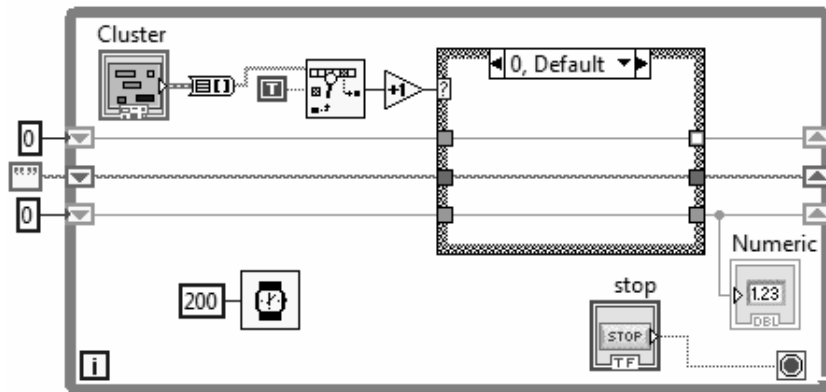 Cluster
0, Default
T
+1
?
0
""
0
Numeric
1.23
DBL
200
stop
STOP
TF
i